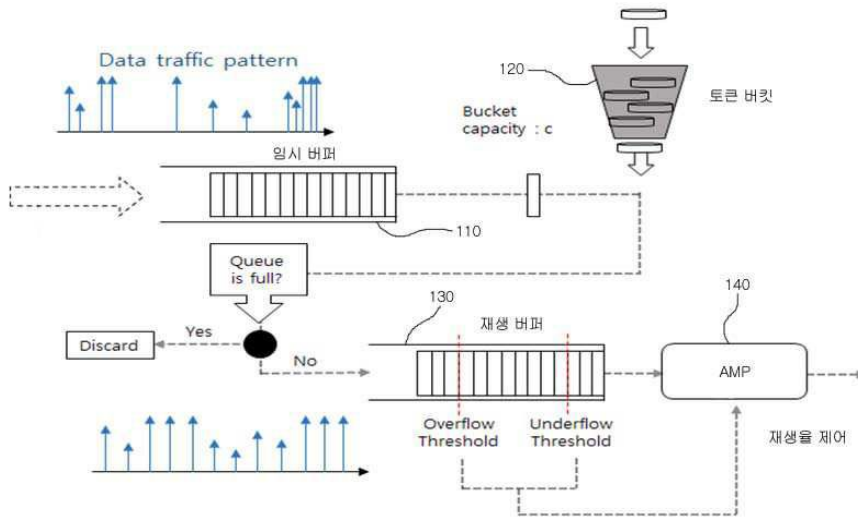 Data traffic pattern
120
토큰 버킷
Bucket
capacity : c
임시 버퍼
110
Queue
is full?
130
재생 버퍼
140
Yes
Discard
No
AMP
Overflow
Threshold
Underflow
Threshold
재생율 제어